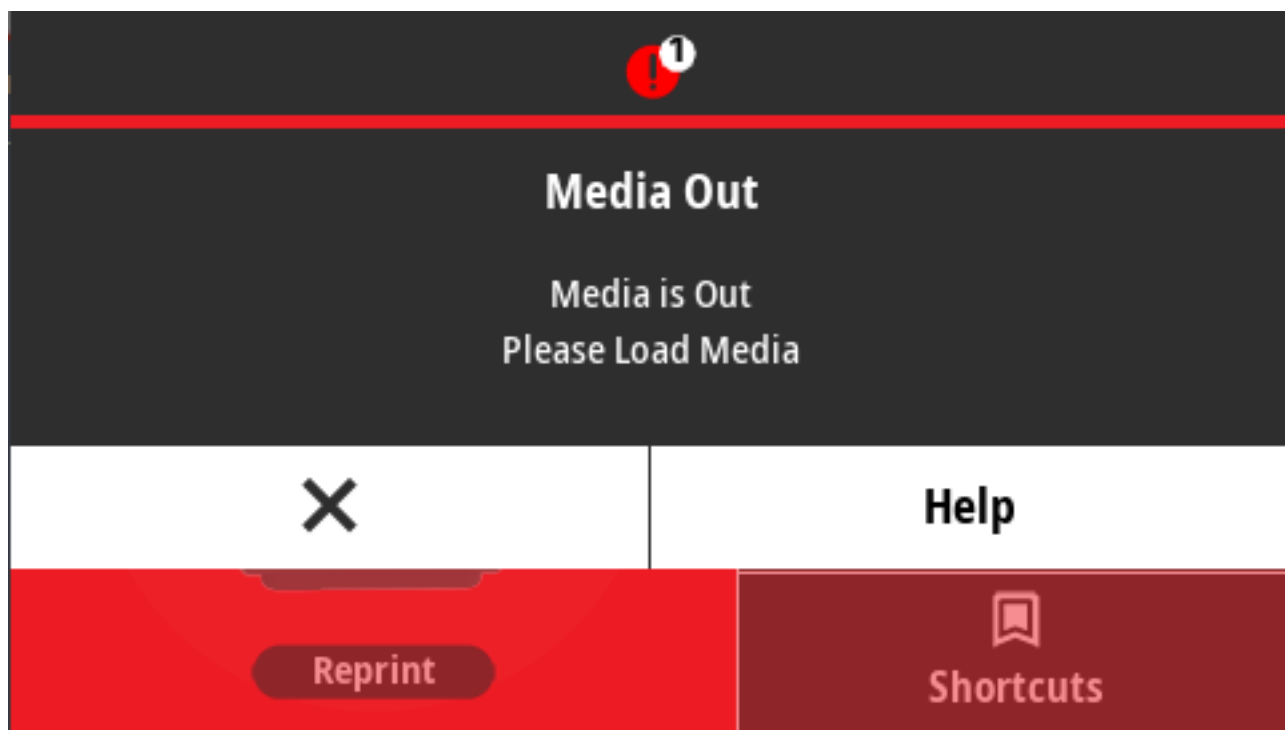 1
Media Out
Media is Out
Please Load Media
Help
Reprint
Shortcuts